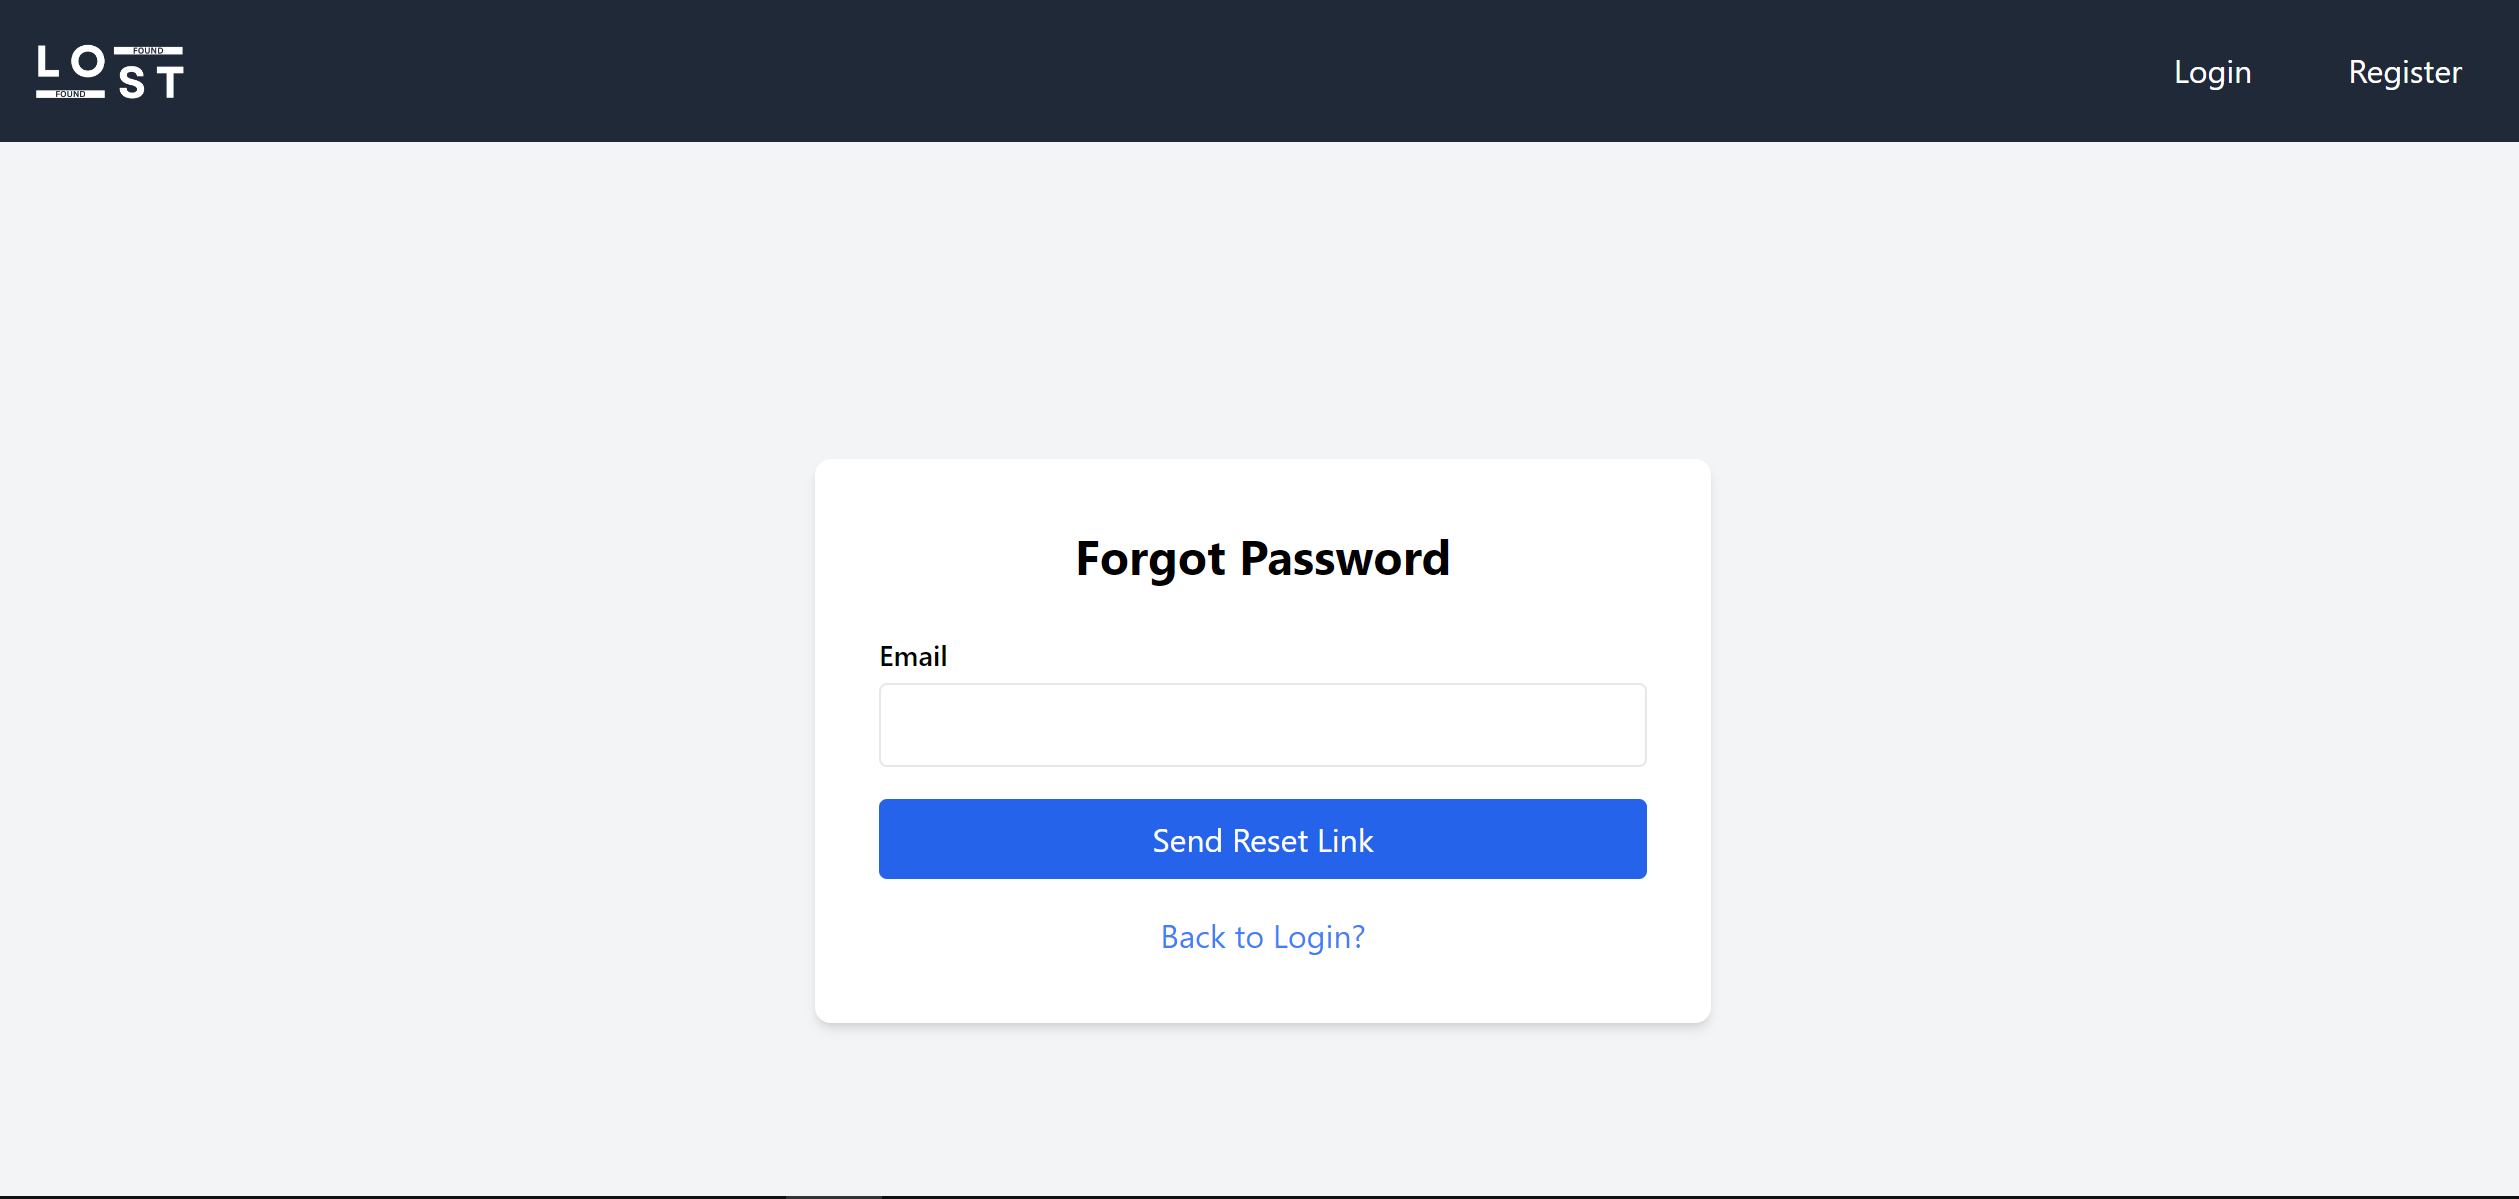 LO FOUND
FOUND ST
Login
Register
Forgot Password
Email
Send Reset Link
Back to Login?